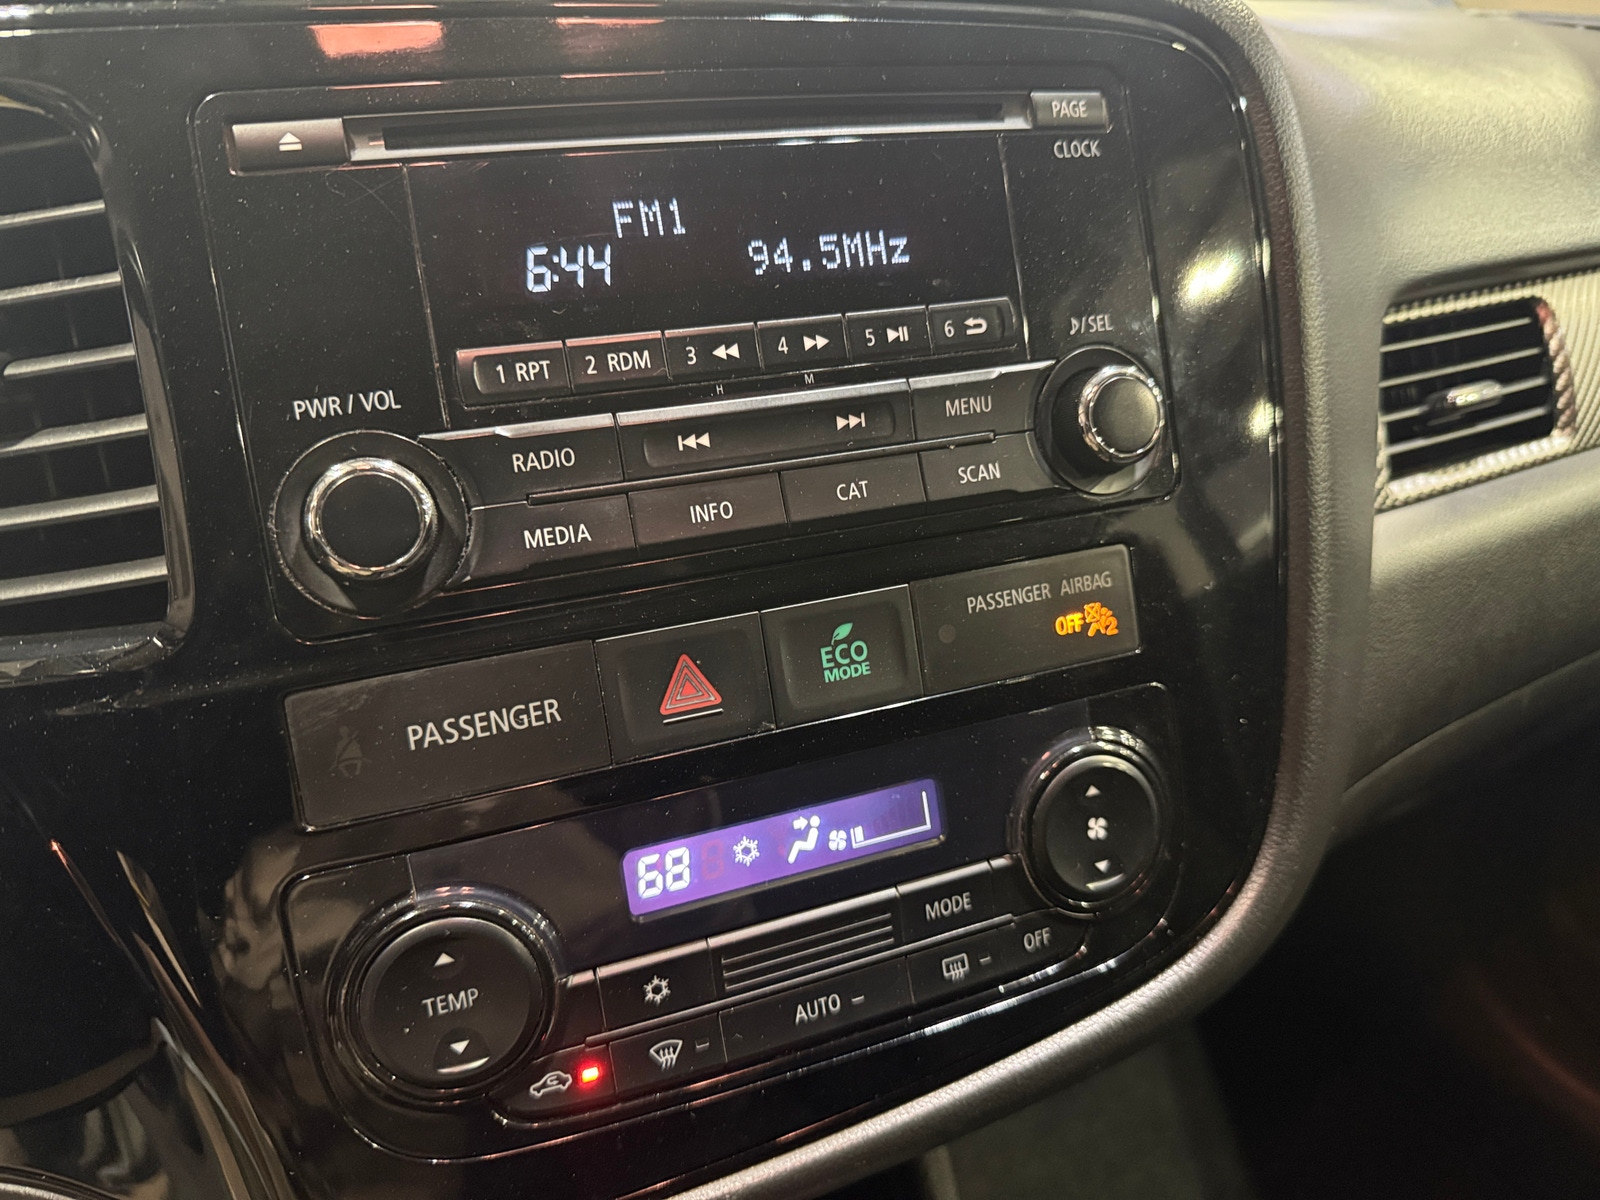 PAGE
CLOCK
FM1
6:44
94.5MHz
1 RPT
2 RDM
3
4
5
6
/SEL
H
M
PWR / VOL
RADIO
MENU
MEDIA
INFO
CAT
SCAN
PASSENGER AIRBAG
OFF
2
PASSENGER
ECO
MODE
68
MODE
OFF
TEMP
AUTO